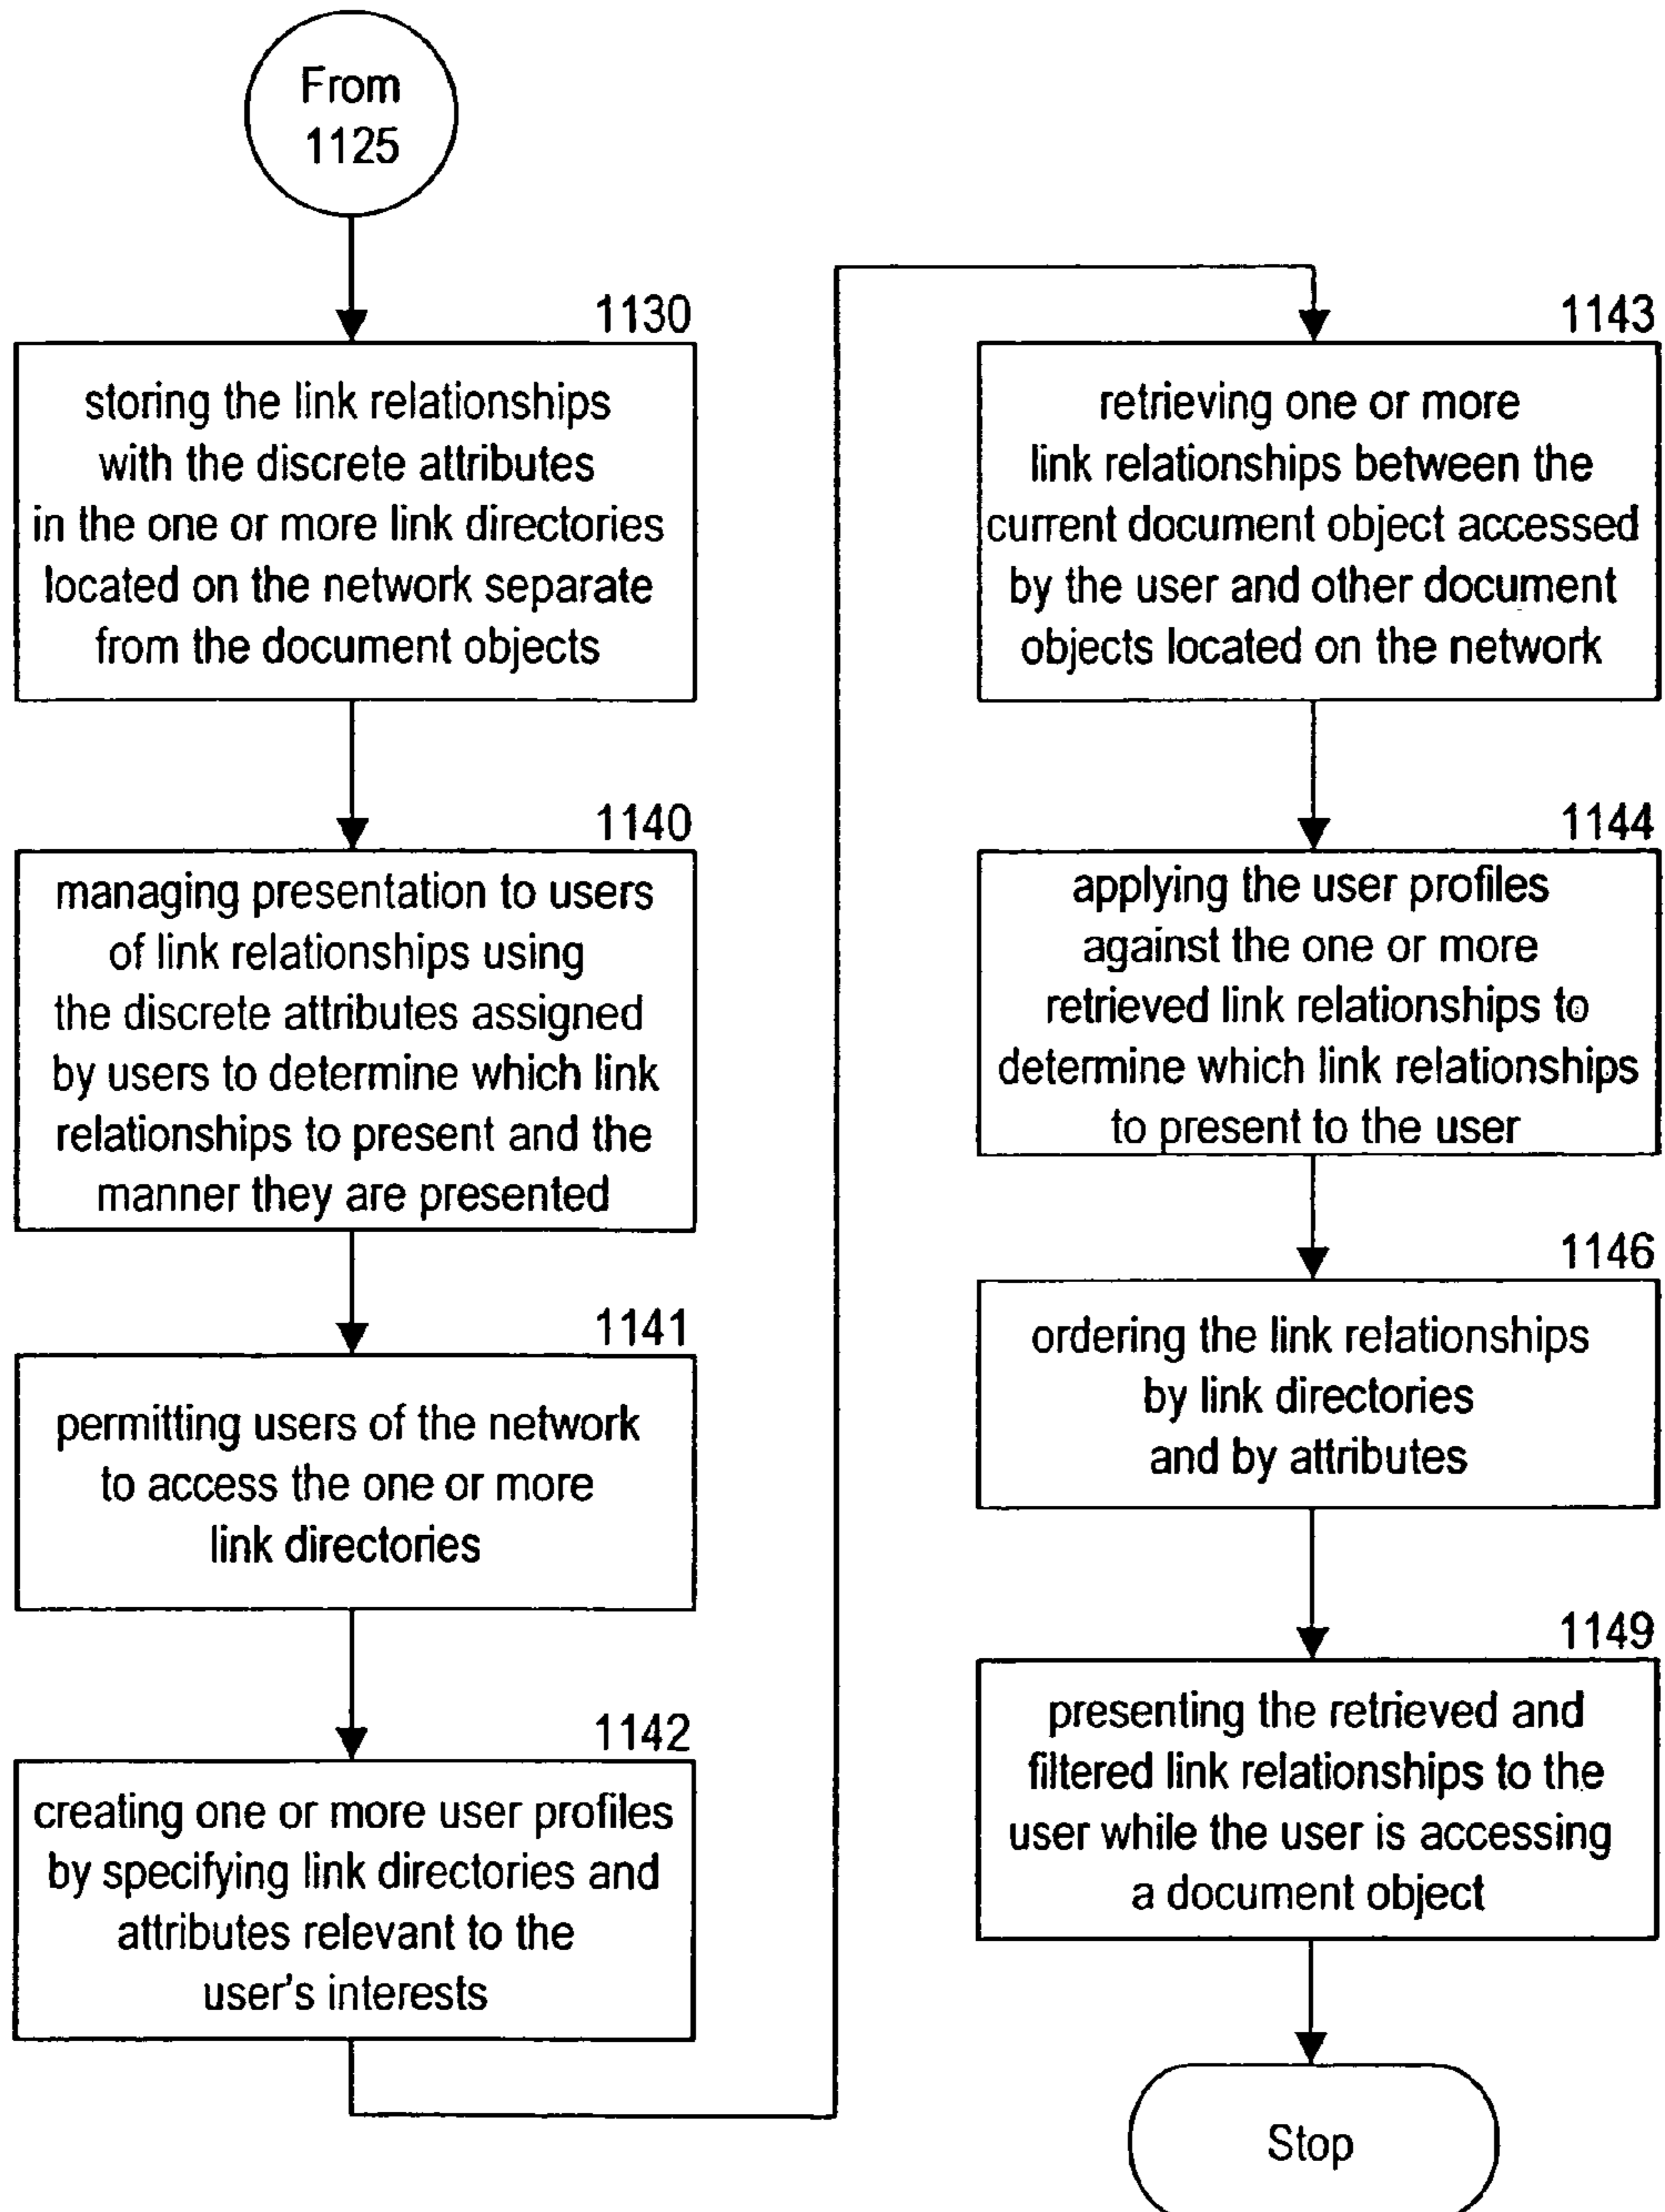 From
1125
1130
storing the link relationships
with the discrete attributes
in the one or more link directories
located on the network separate
from the document objects
1140
managing presentation to users
of link relationships using
the discrete attributes assigned
by users to determine which link
relationships to present and the
manner they are presented
1141
permitting users of the network
to access the one or more
link directories
1142
creating one or more user profiles
by specifying link directories and
attributes relevant to the
user's interests
1143
retrieving one or more
link relationships between the
current document object accessed
by the user and other document
objects located on the network
1144
applying the user profiles
against the one or more
retrieved link relationships to
determine which link relationships
to present to the user
1146
ordering the link relationships
by link directories
and by attributes
1149
presenting the retrieved and
filtered link relationships to the
user while the user is accessing
a document object
Stop